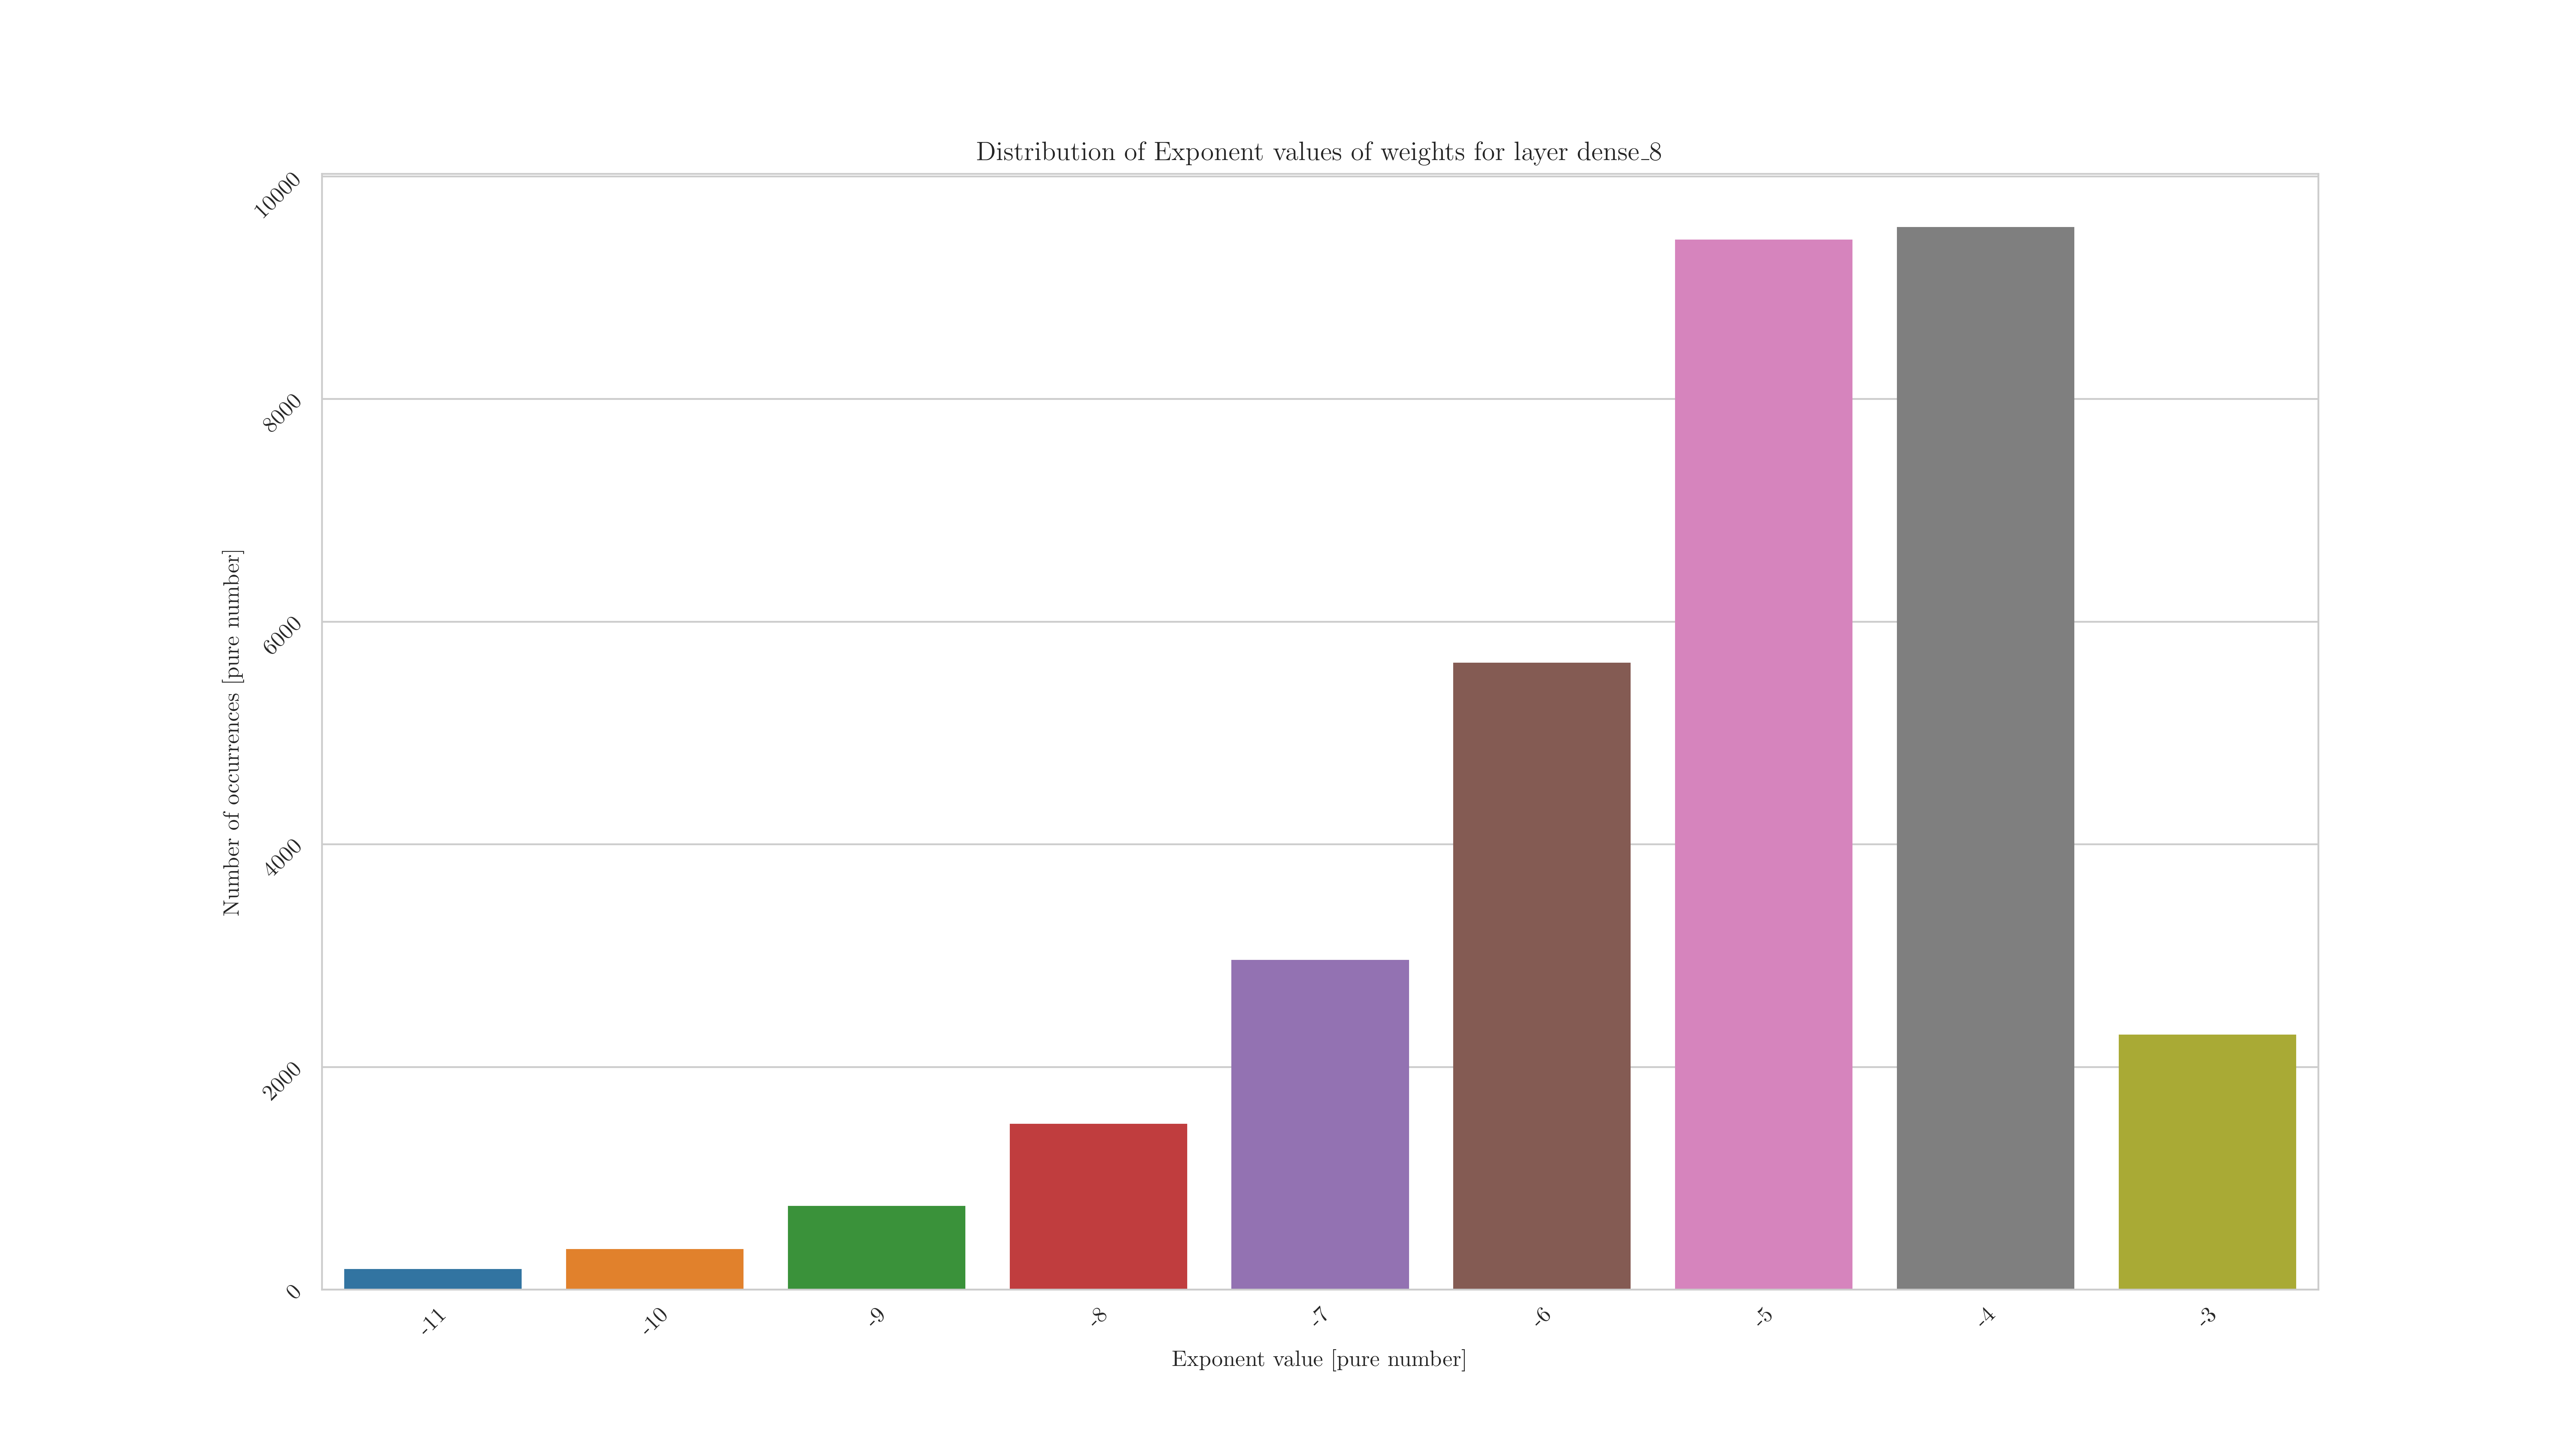 Distribution of Exponent values of weights for layer dense_8
10000
8000
6000
4000
2000
0
Number of occurrences [pure number]
-11 -10 -9 -8 -7 -6 -5 -4 -3
Exponent value [pure number]